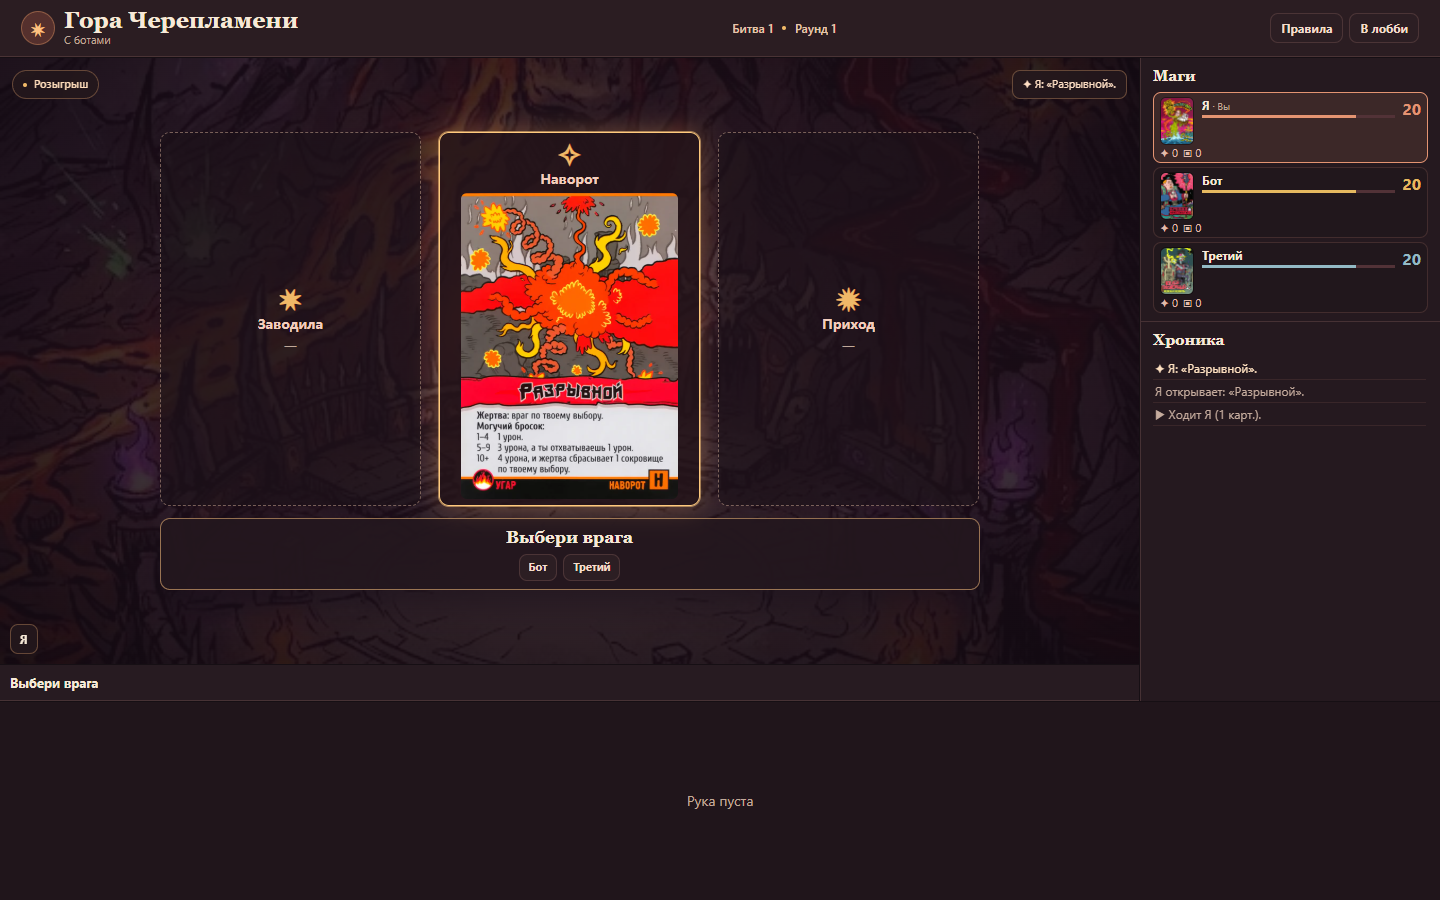 Гора Черепламени
С ботами
Битва 1 • Раунд 1
Правила
В лобби
Розыгрыш
✦ Я: «Разрывной».
Заводила
—
Наворот
РАЗРЫВНОЙ
Жертва: враг по твоему выбору.
Могучий бросок:
1–4 1 урон.
5–9 3 урона, а ты отхватываешь 1 урон.
10+ 4 урона, и жертва сбрасывает 1 сокровище
по твоему выбору.
УГАР
НАВОРОТ Н
Приход
—
Выбери врага
Бот
Третий
Я
Выбери врага
Рука пуста
Маги
Я · Вы 20
✦ 0 ▣ 0
Бот 20
✦ 0 ▣ 0
Третий 20
✦ 0 ▣ 0
Хроника
✦ Я: «Разрывной».
Я открывает: «Разрывной».
▶ Ходит Я (1 карт.).